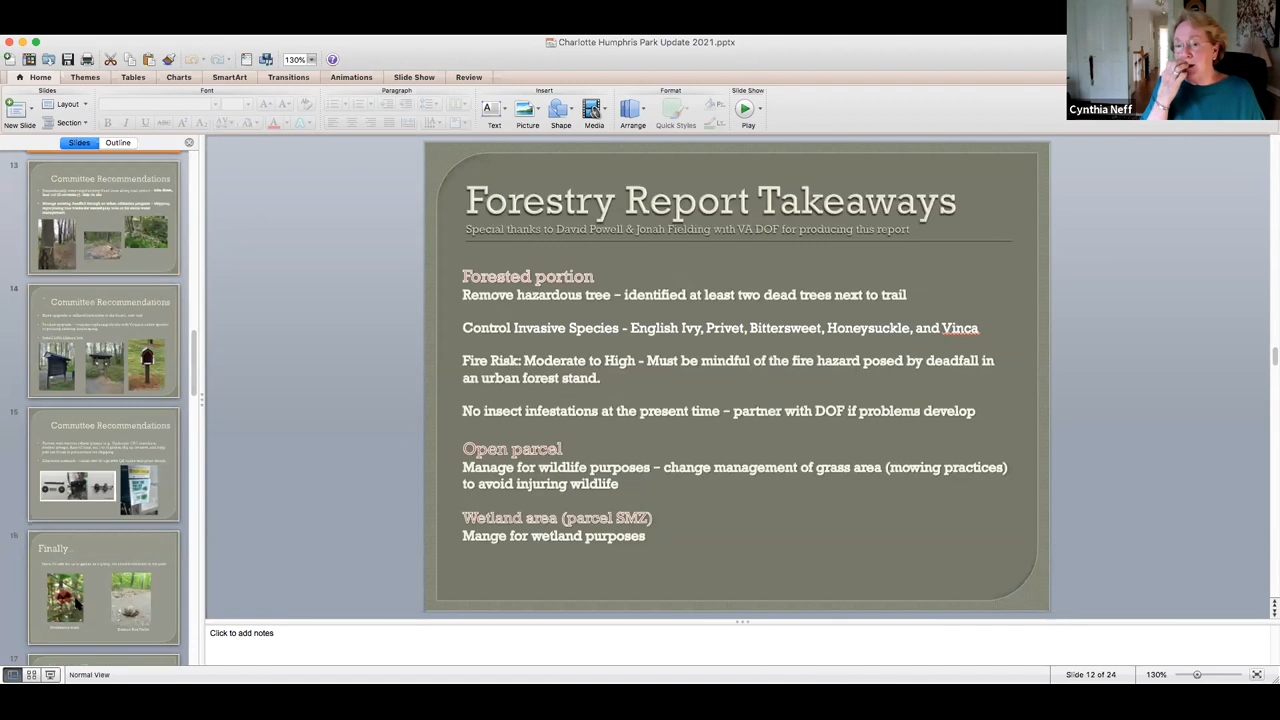 Charlotte Humphris Park Update 2021.pptx
130%
Home
Themes
Tables
Charts
SmartArt
Transitions
Animations
Slide Show
Review
Font
Paragraph
Insert
Format
Slide Show
New Slide
Layout
Section
Text
Picture
Shape
Media
Arrange
Quick Styles
Play
Cynthia Neff
Slides
Outline
13
Committee Recommendations
14
Committee Recommendations
15
Committee Recommendations
16
Finally...
17
Forestry Report Takeaways
Special thanks to David Powell & Jonah Fielding with VA DOF for producing this report
Forested portion
Remove hazardous tree – identified at least two dead trees next to trail
Control Invasive Species - English Ivy, Privet, Bittersweet, Honeysuckle, and Vinca
Fire Risk: Moderate to High - Must be mindful of the fire hazard posed by deadfall in
an urban forest stand.
No insect infestations at the present time – partner with DOF if problems develop
Open parcel
Manage for wildlife purposes – change management of grass area (mowing practices)
to avoid injuring wildlife
Wetland area (parcel SMZ)
Mange for wetland purposes
Click to add notes
Normal View
Slide 12 of 24
130%